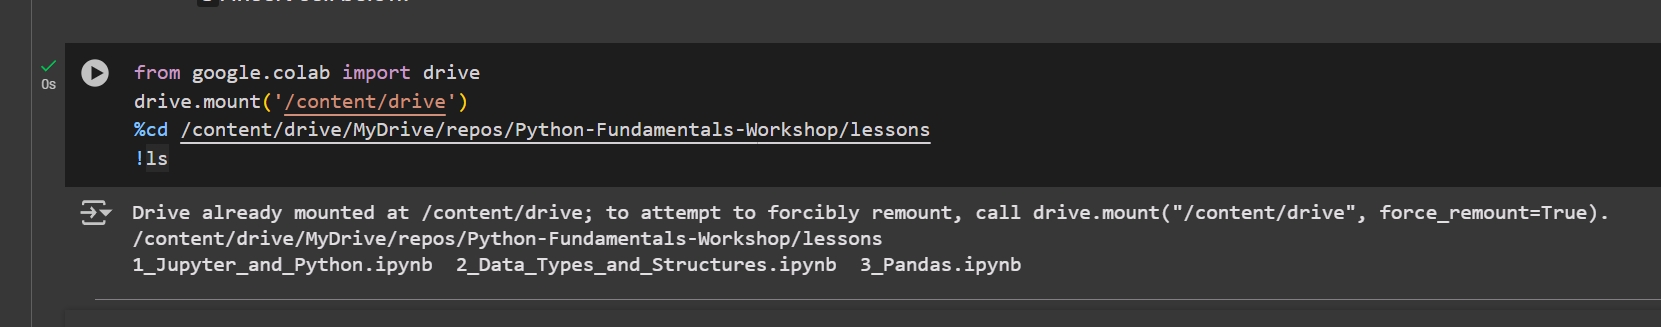 0s
from google.colab import drive
drive.mount('/content/drive')
%cd /content/drive/MyDrive/repos/Python-Fundamentals-Workshop/lessons
!ls
Drive already mounted at /content/drive; to attempt to forcibly remount, call drive.mount("/content/drive", force_remount=True).
/content/drive/MyDrive/repos/Python-Fundamentals-Workshop/lessons
1_Jupyter_and_Python.ipynb  2_Data_Types_and_Structures.ipynb  3_Pandas.ipynb